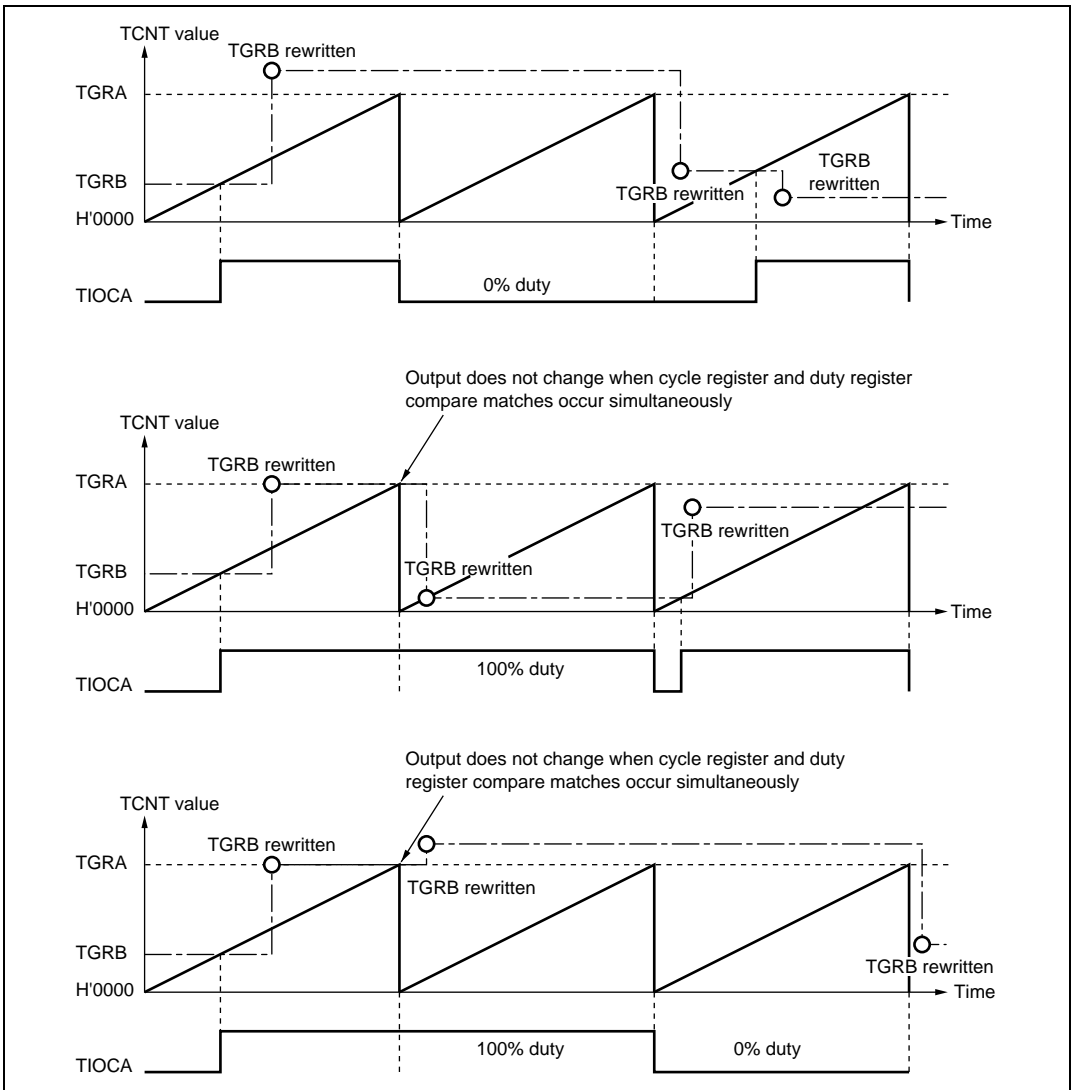 TCNT value
TGRB rewritten
TGRA
TGRB
rewritten
TGRB
TGRB rewritten
H'0000
Time
0% duty
TIOCA
Output does not change when cycle register and duty register
compare matches occur simultaneously
TCNT value
TGRB rewritten
TGRA
TGRB rewritten
TGRB
TGRB rewritten
H'0000
Time
100% duty
TIOCA
Output does not change when cycle register and duty
register compare matches occur simultaneously
TCNT value
TGRB rewritten
TGRA
TGRB rewritten
TGRB
TGRB rewritten
H'0000
Time
100% duty
0% duty
TIOCA